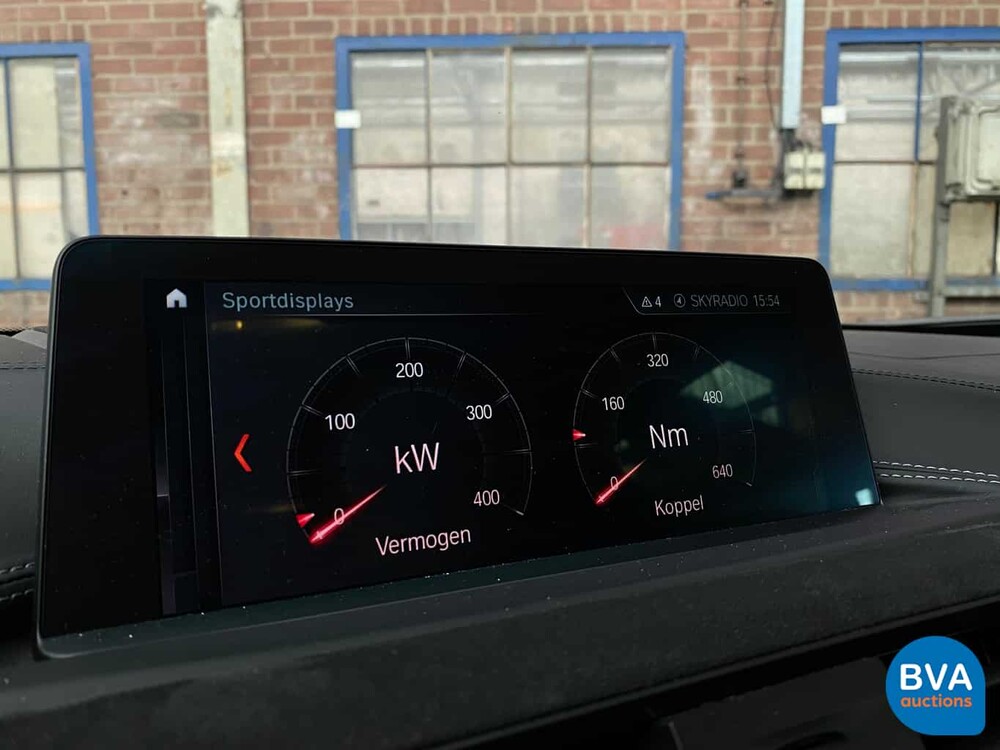 Sportdisplays
4 SKYRADIO 15:54
0 100 200 300 400
kW
Vermogen
0 160 320 480 640
Nm
Koppel
BVA
auctions